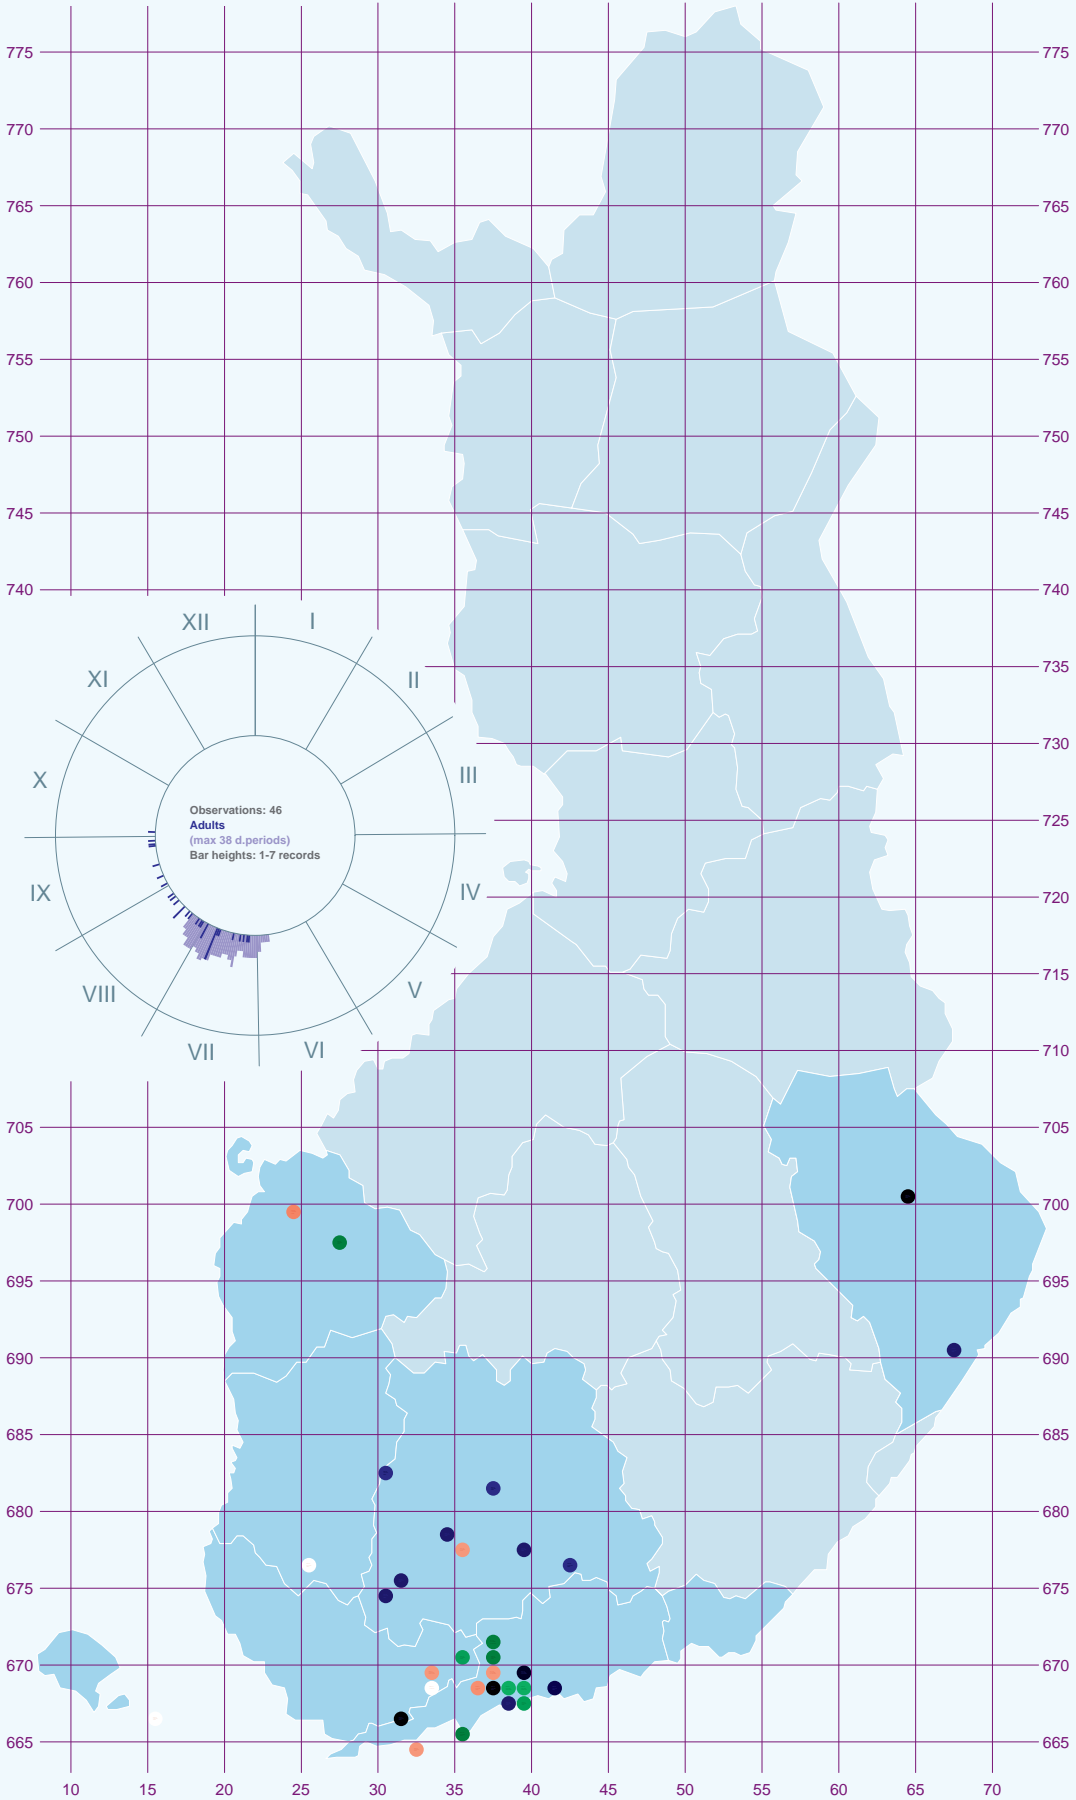 775 775
770 770
765 765
760 760
755 755
750 750
745 745
740 740
XII I
735
XI II
730
X III
Observations: 46
Adults
725
(max 38 d.periods)
Bar heights: 1-7 records
IX IV
720
715
VIII V
VII VI
710
705 705
700 700
695 695
690 690
685 685
680 680
675 675
670 670
665 665
10 15 20 25 30 35 40 45 50 55 60 65 70